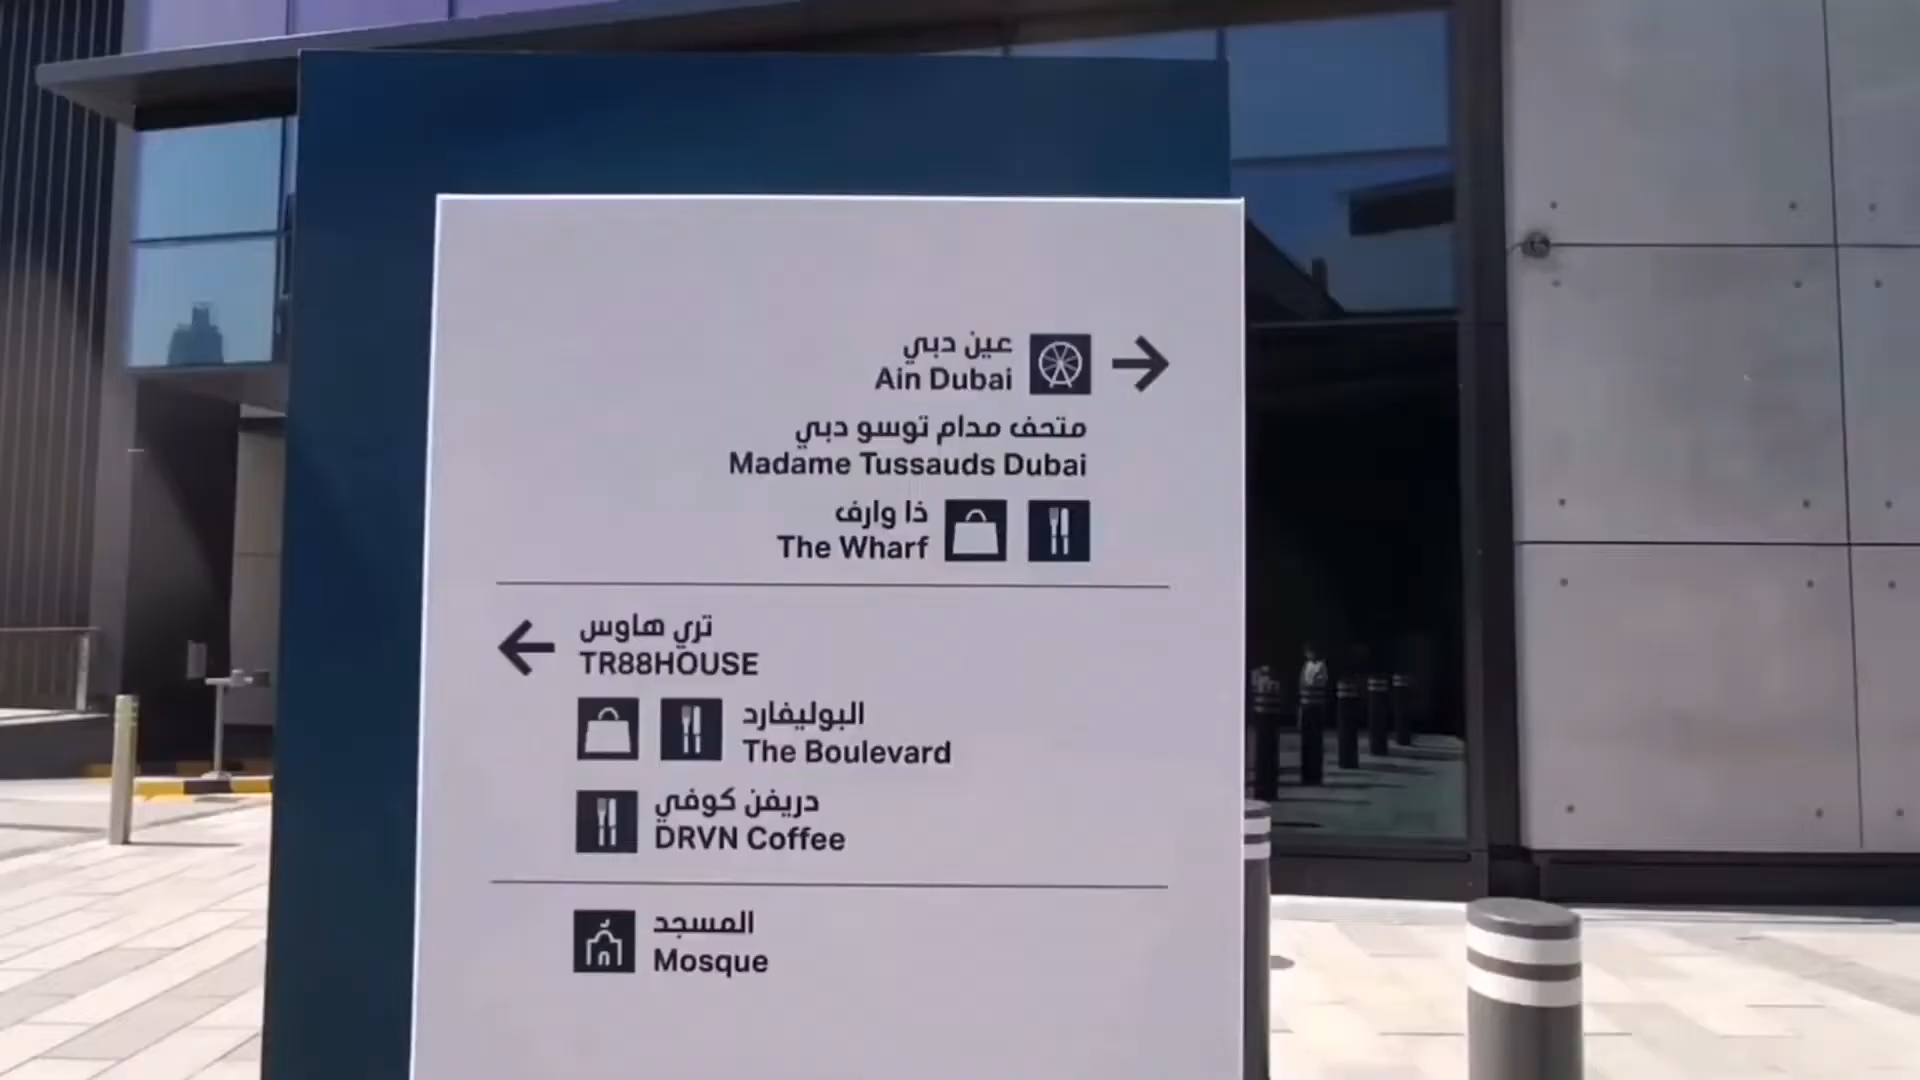 عين دبي
Ain Dubai
متحف مدام توسو دبي
Madame Tussauds Dubai
ذا وارف
The Wharf
تري هاوس
TR88HOUSE
البوليفارد
The Boulevard
دريفن كوفي
DRVN Coffee
المسجد
Mosque